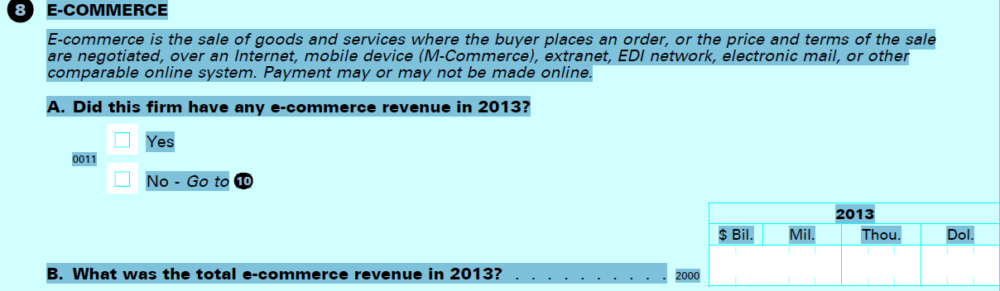 8 E-COMMERCE
E-commerce is the sale of goods and services where the buyer places an order, or the price and terms of the sale
are negotiated, over an Internet, mobile device (M-Commerce), extranet, EDI network, electronic mail, or other
comparable online system. Payment may or may not be made online.
A. Did this firm have any e-commerce revenue in 2013?
Yes
0011
No - Go to 10
2013
$ Bil. Mil. Thou. Dol.
B. What was the total e-commerce revenue in 2013? . . . . . . . . . . 2000